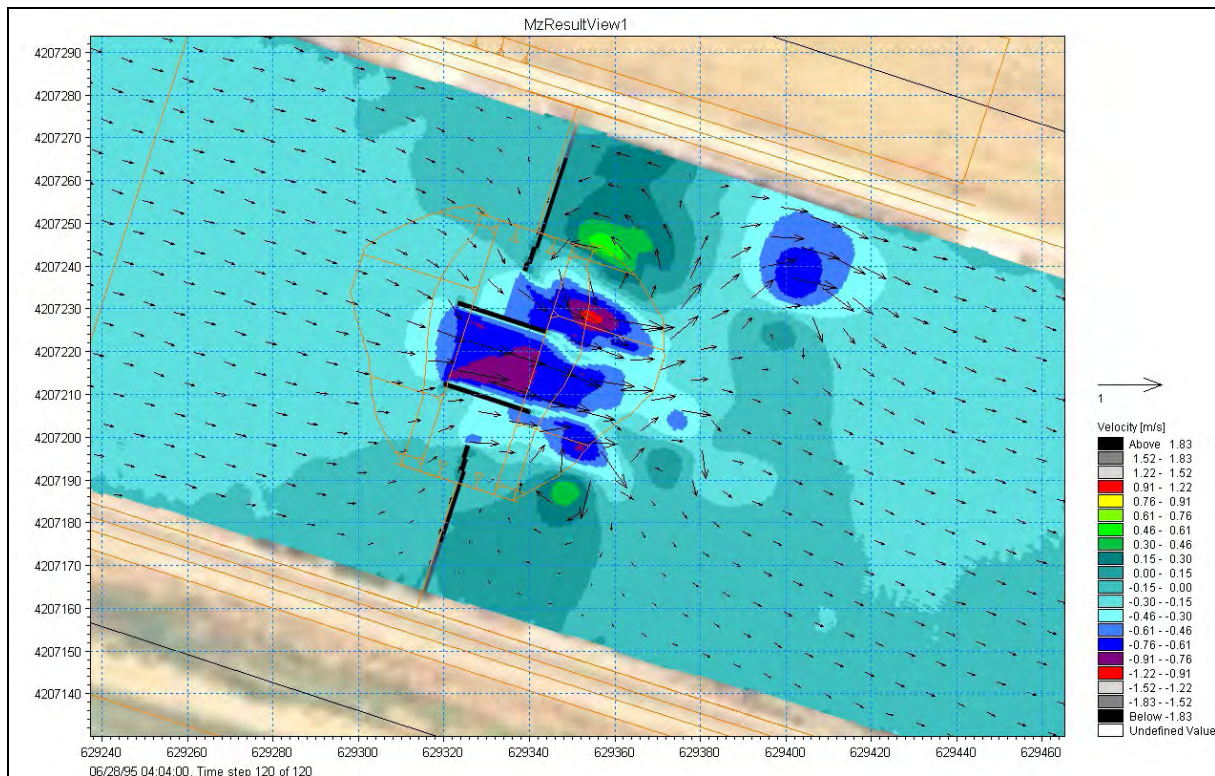 MzResultView1
4207290
4207280
4207270
4207260
4207250
4207240
4207230
4207220
4207210
4207200
4207190
4207180
4207170
4207160
4207150
4207140
629240 629260 629280 629300 629320 629340 629360 629380 629400 629420 629440 629460
06/28/95 04:04:00, Time step 120 of 120
1
Velocity [m/s]
Above 1.83
1.52 - 1.83
1.22 - 1.52
0.91 - 1.22
0.76 - 0.91
0.61 - 0.76
0.46 - 0.61
0.30 - 0.46
0.15 - 0.30
0.00 - 0.15
-0.15 - 0.00
-0.30 - -0.15
-0.46 - -0.30
-0.61 - -0.46
-0.76 - -0.61
-0.91 - -0.76
-1.22 - -0.91
-1.52 - -1.22
-1.83 - -1.52
Below -1.83
Undefined Value